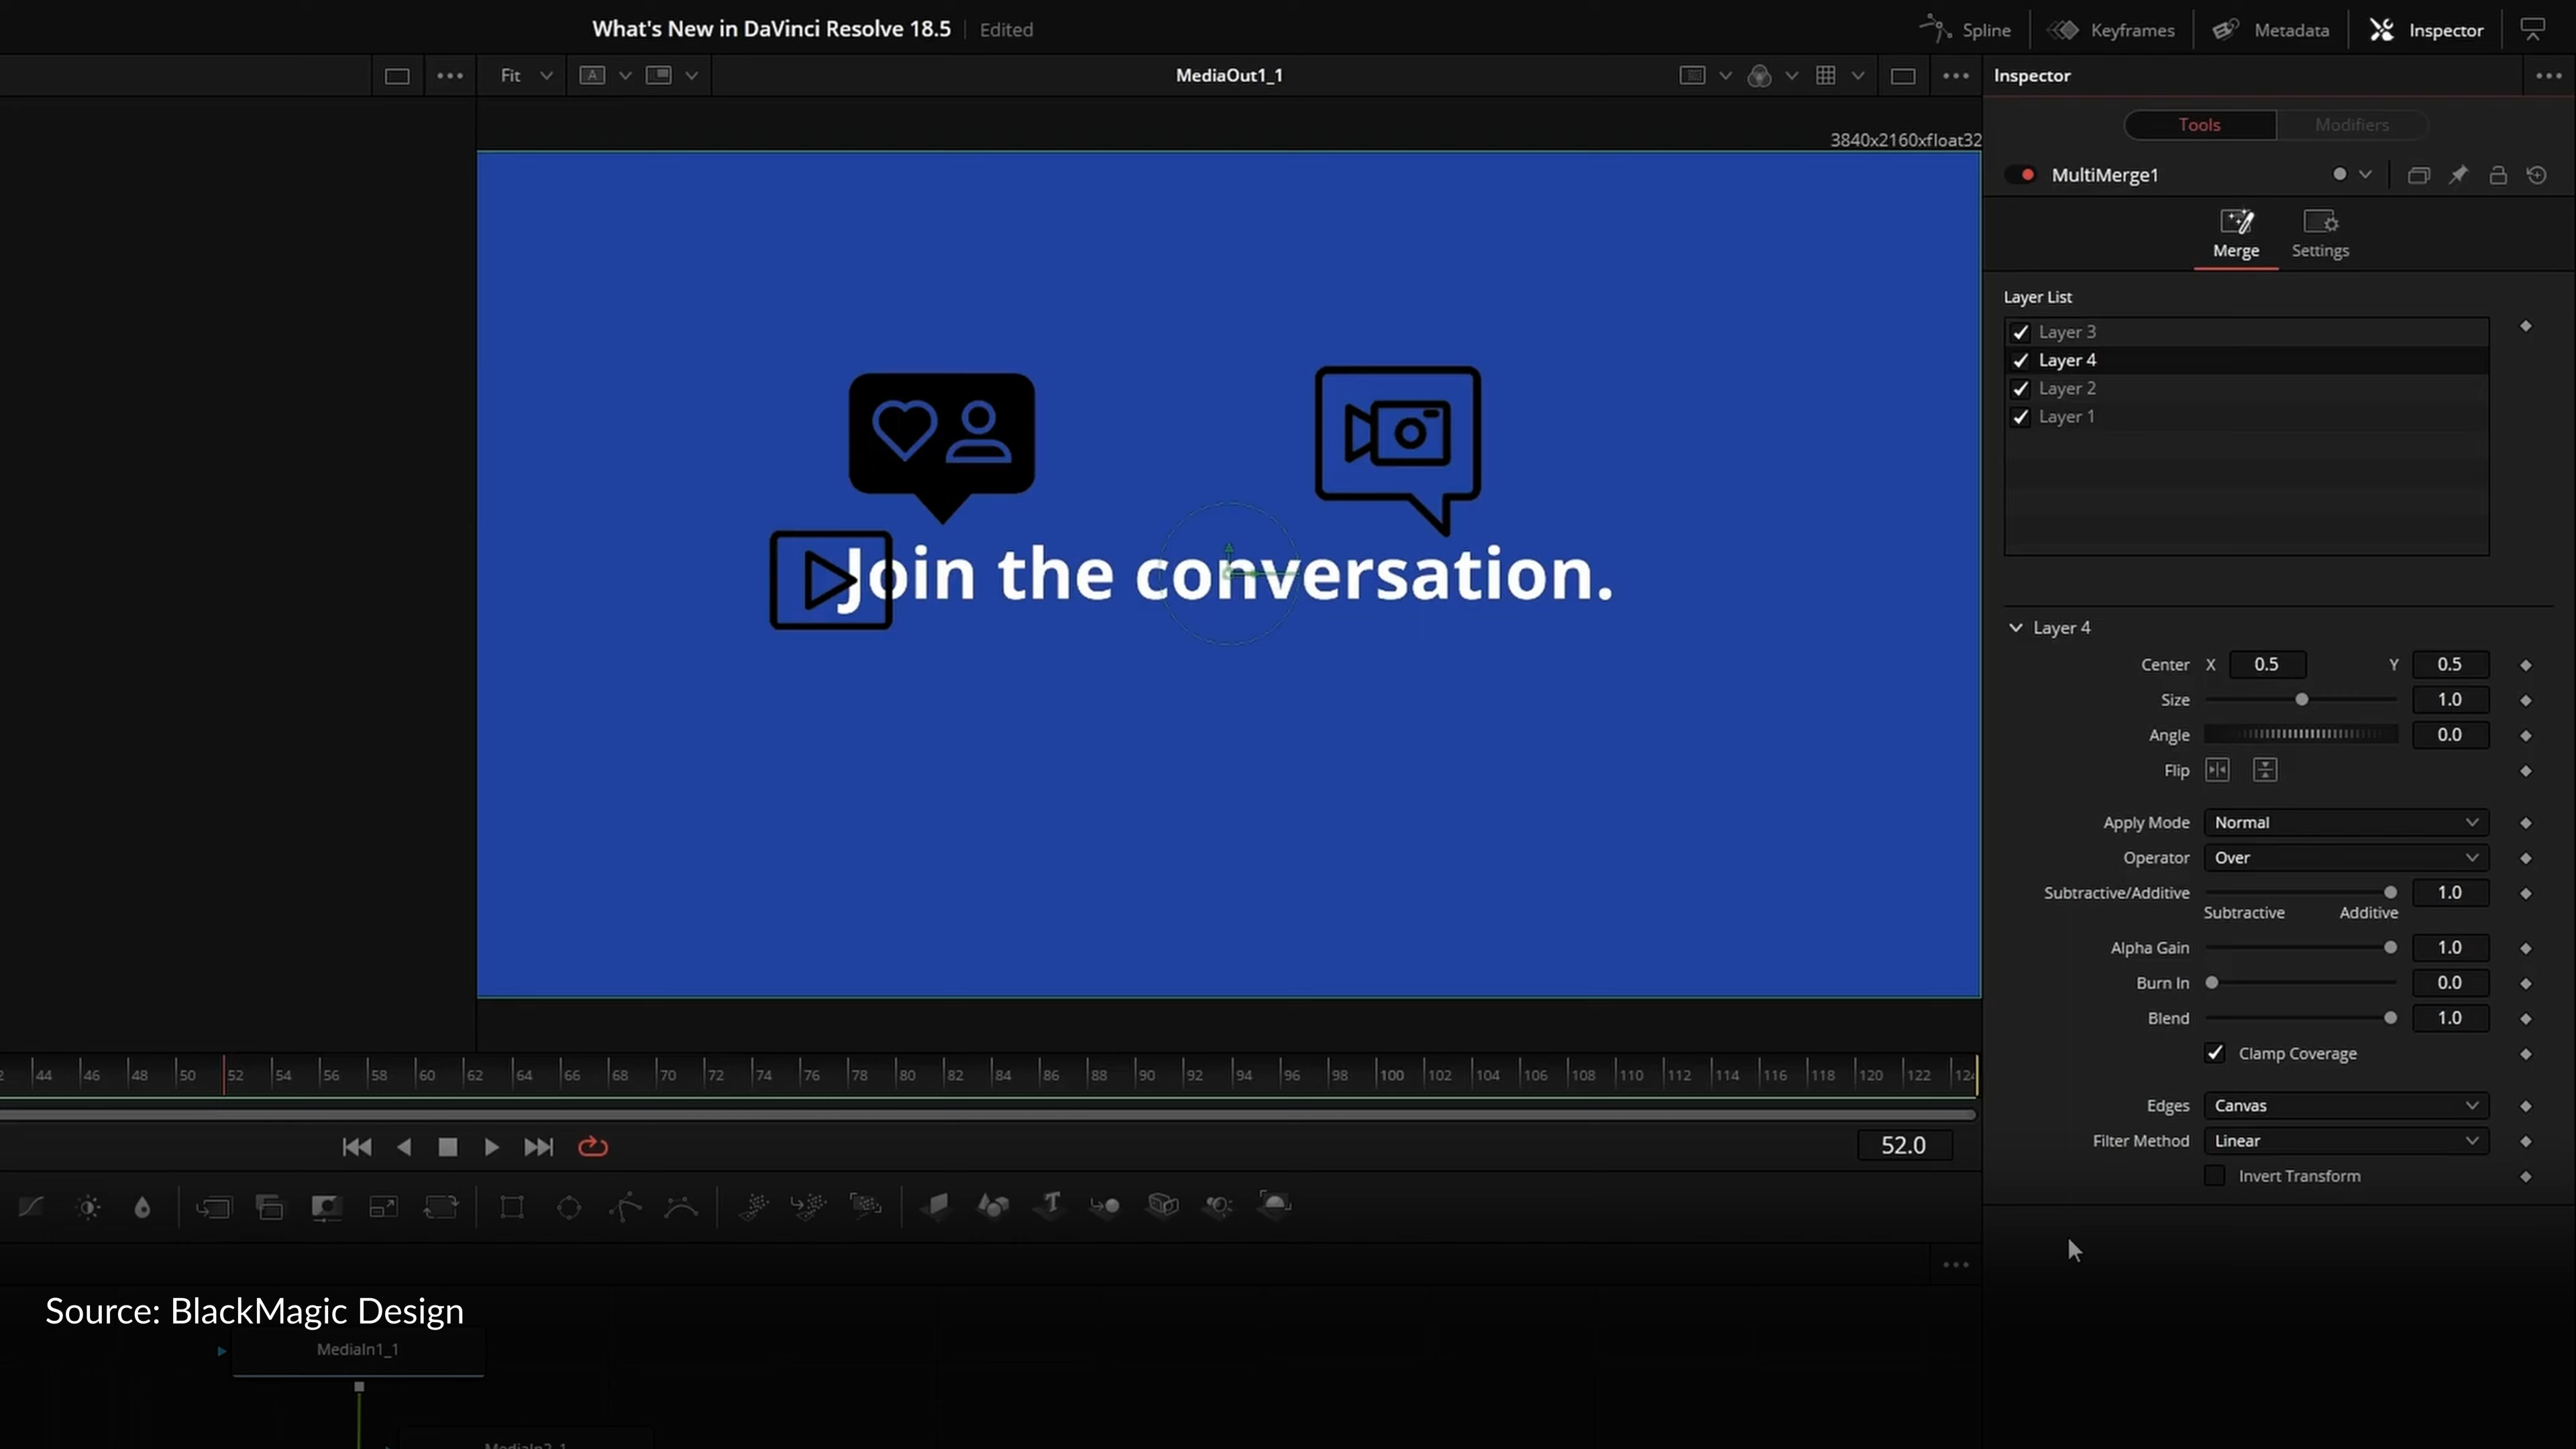 What's New in DaVinci Resolve 18.5 Edited
Spline Keyframes Metadata Inspector
Fit A MediaOut1_1 Inspector
3840x2160xfloat32
Tools Modifiers
MultiMerge1
Merge Settings
Layer List
Layer 3
Layer 4
Layer 2
Layer 1
Join the conversation.
Layer 4
Center X 0.5 Y 0.5
Size 1.0
Angle 0.0
Flip
Apply Mode Normal
Operator Over
Subtractive/Additive 1.0
Subtractive Additive
Alpha Gain 1.0
Burn In 0.0
Blend 1.0
Clamp Coverage
Edges Canvas
Filter Method Linear
Invert Transform
44 46 48 50 52 54 56 58 60 62 64 66 68 70 72 74 76 78 80 82 84 86 88 90 92 94 96 98 100 102 104 106 108 110 112 114 116 118 120 122
52.0
Source: BlackMagic Design
MediaIn1_1